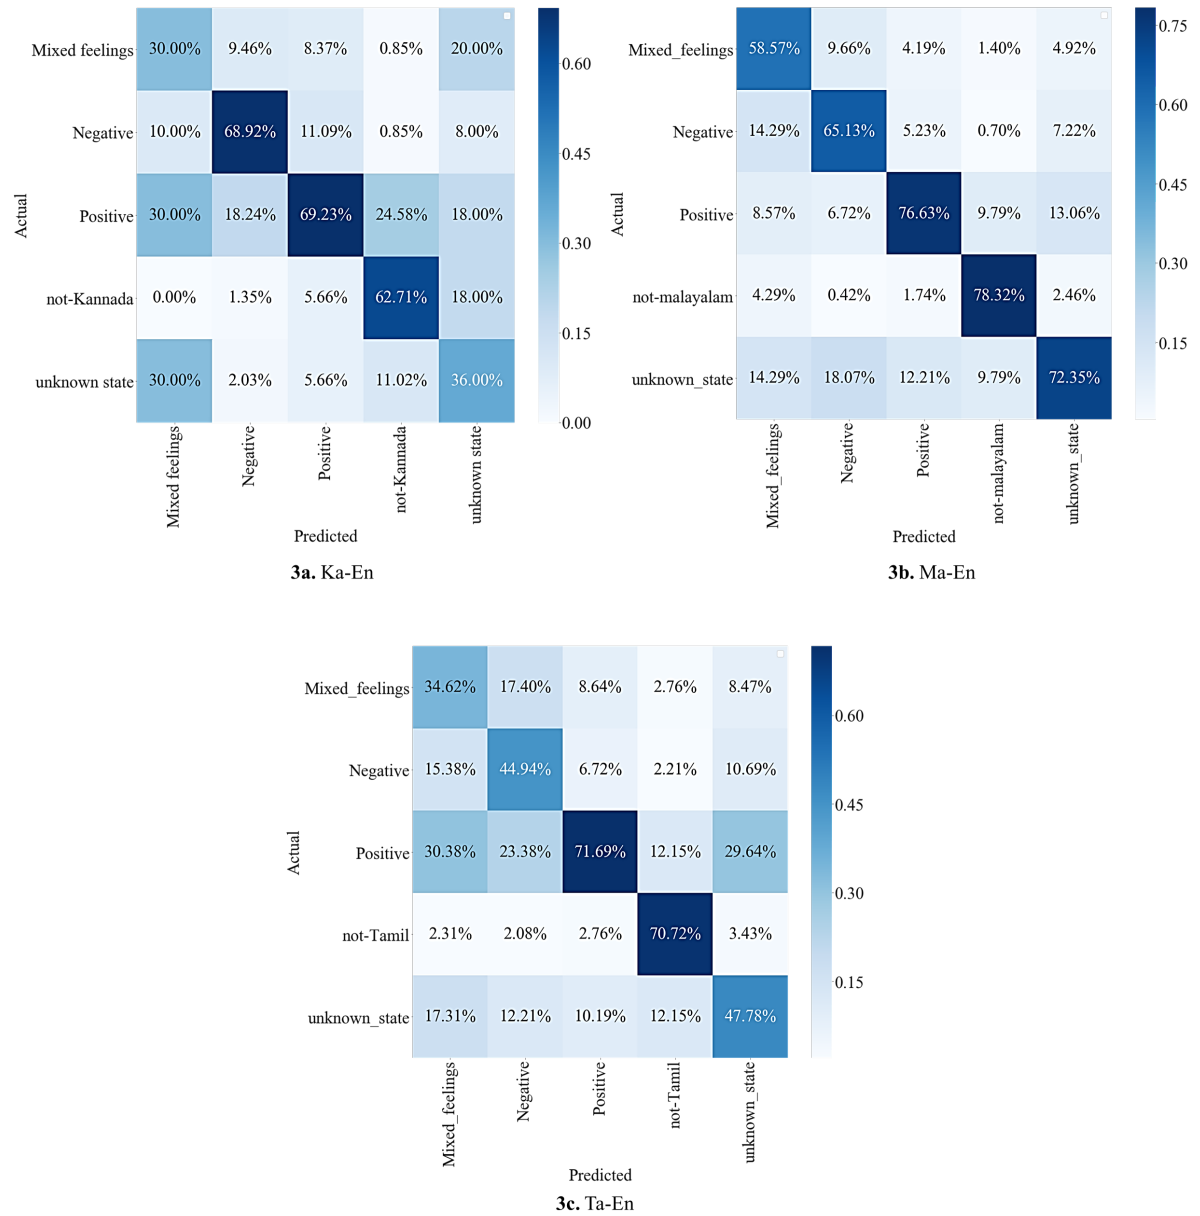 Mixed feelings 30.00% 9.46% 8.37% 0.85% 20.00%
Negative 10.00% 68.92% 11.09% 0.85% 8.00%
Positive 30.00% 18.24% 69.23% 24.58% 18.00%
not-Kannada 0.00% 1.35% 5.66% 62.71% 18.00%
unknown state 30.00% 2.03% 5.66% 11.02% 36.00%
Actual
0.60
0.45
0.30
0.15
0.00
Mixed feelings
Negative
Positive
not-Kannada
unknown state
Predicted
3a. Ka-En
Mixed_feelings 58.57% 9.66% 4.19% 1.40% 4.92%
Negative 14.29% 65.13% 5.23% 0.70% 7.22%
Positive 8.57% 6.72% 76.63% 9.79% 13.06%
not-malayalam 4.29% 0.42% 1.74% 78.32% 2.46%
unknown_state 14.29% 18.07% 12.21% 9.79% 72.35%
Actual
0.75
0.60
0.45
0.30
0.15
Mixed_feelings
Negative
Positive
not-malayalam
unknown_state
Predicted
3b. Ma-En
Mixed_feelings 34.62% 17.40% 8.64% 2.76% 8.47%
Negative 15.38% 44.94% 6.72% 2.21% 10.69%
Positive 30.38% 23.38% 71.69% 12.15% 29.64%
not-Tamil 2.31% 2.08% 2.76% 70.72% 3.43%
unknown_state 17.31% 12.21% 10.19% 12.15% 47.78%
Actual
0.60
0.45
0.30
0.15
Mixed_feelings
Negative
Positive
not-Tamil
unknown_state
Predicted
3c. Ta-En